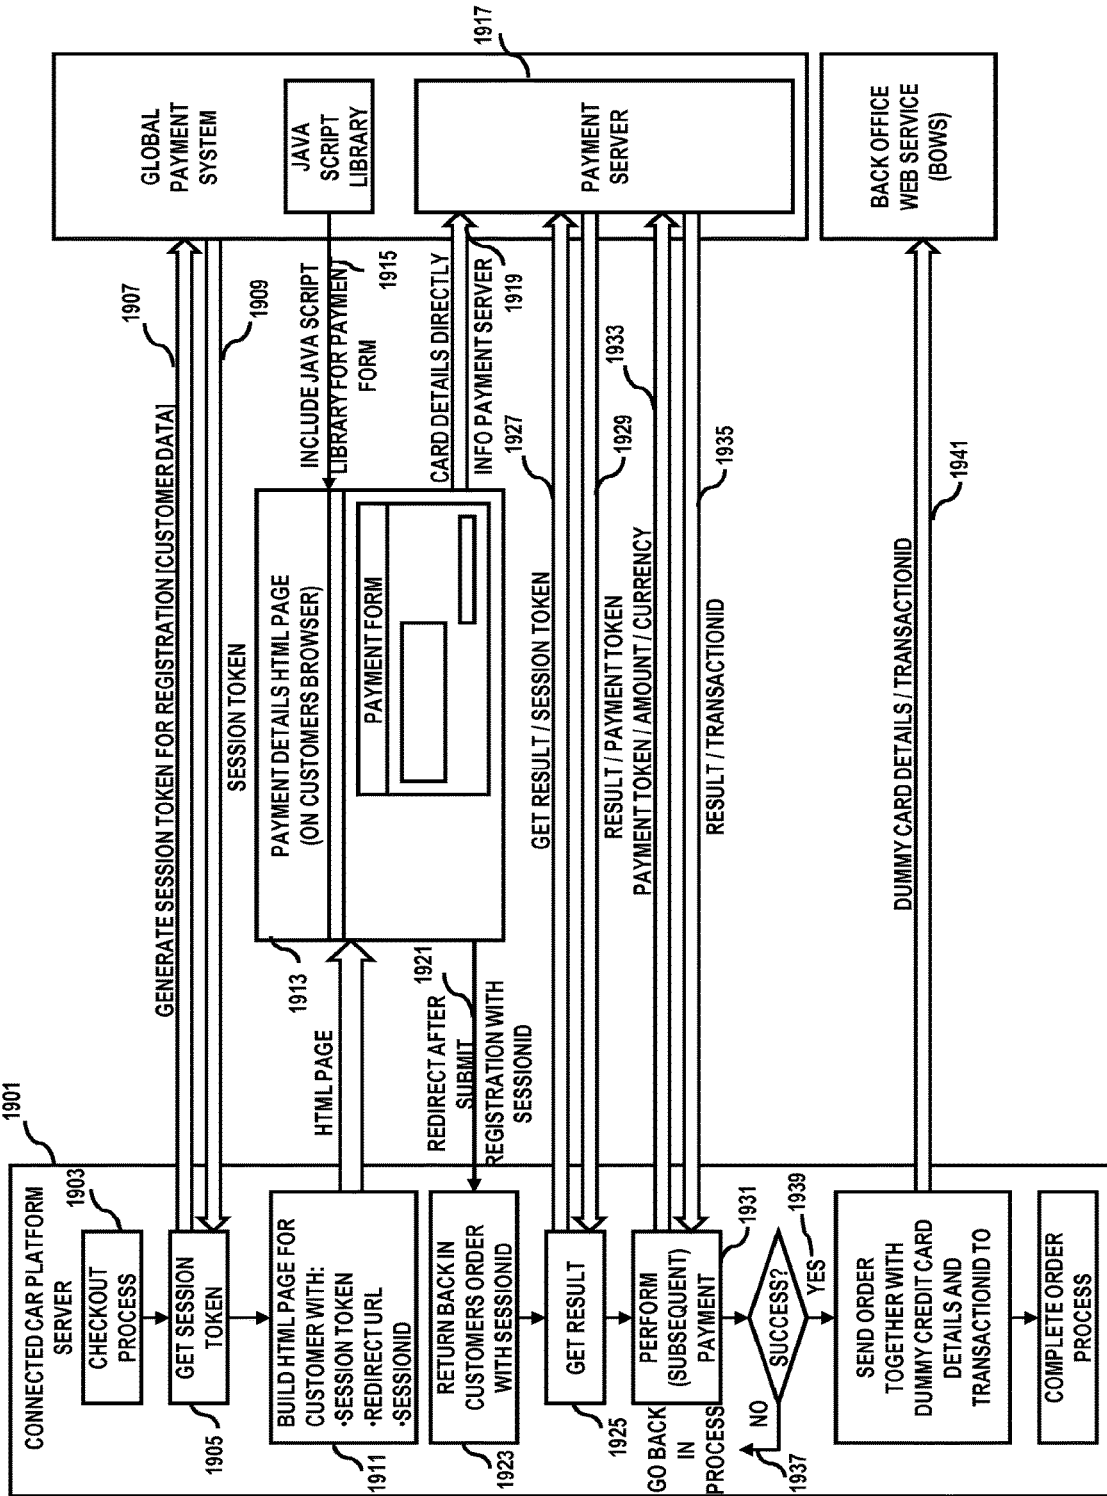 1901
CONNECTED CAR PLATFORM
SERVER
1903
CHECKOUT
PROCESS
1905
GET SESSION
TOKEN
1907
GENERATE SESSION TOKEN FOR REGISTRATION [CUSTOMER DATA]
1909
SESSION TOKEN
GLOBAL
PAYMENT
SYSTEM
JAVA
SCRIPT
LIBRARY
1911
BUILD HTML PAGE FOR
CUSTOMER WITH:
•SESSION TOKEN
•REDIRECT URL
•SESSIONID
HTML PAGE
1913
PAYMENT DETAILS HTML PAGE
(ON CUSTOMERS BROWSER)
PAYMENT FORM
INCLUDE JAVA SCRIPT
LIBRARY FOR PAYMENT
FORM
1915
1917
PAYMENT
SERVER
CARD DETAILS DIRECTLY
INFO PAYMENT SERVER
1919
1921
REDIRECT AFTER
SUBMIT
REGISTRATION WITH
SESSIONID
1923
RETURN BACK IN
CUSTOMERS ORDER
WITH SESSIONID
1925
GET RESULT
1927
GET RESULT / SESSION TOKEN
1929
RESULT / PAYMENT TOKEN
1931
PERFORM
(SUBSEQUENT)
PAYMENT
1933
PAYMENT TOKEN / AMOUNT / CURRENCY
1935
RESULT / TRANSACTIONID
GO BACK
IN
PROCESS
1937
NO
SUCCESS?
YES
1939
SEND ORDER
TOGETHER WITH
DUMMY CREDIT CARD
DETAILS AND
TRANSACTIONID TO
DUMMY CARD DETAILS / TRANSACTIONID
1941
BACK OFFICE
WEB SERVICE
(BOWS)
COMPLETE ORDER
PROCESS